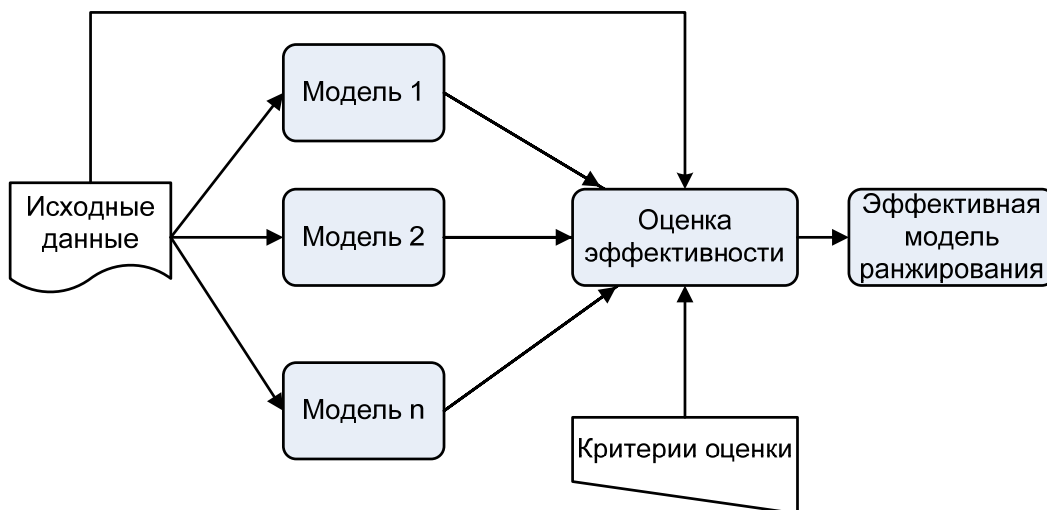 Модель 1
Исходные
данные
Модель 2
Оценка
эффективности
Эффективная
модель
ранжирования
Модель n
Критерии оценки